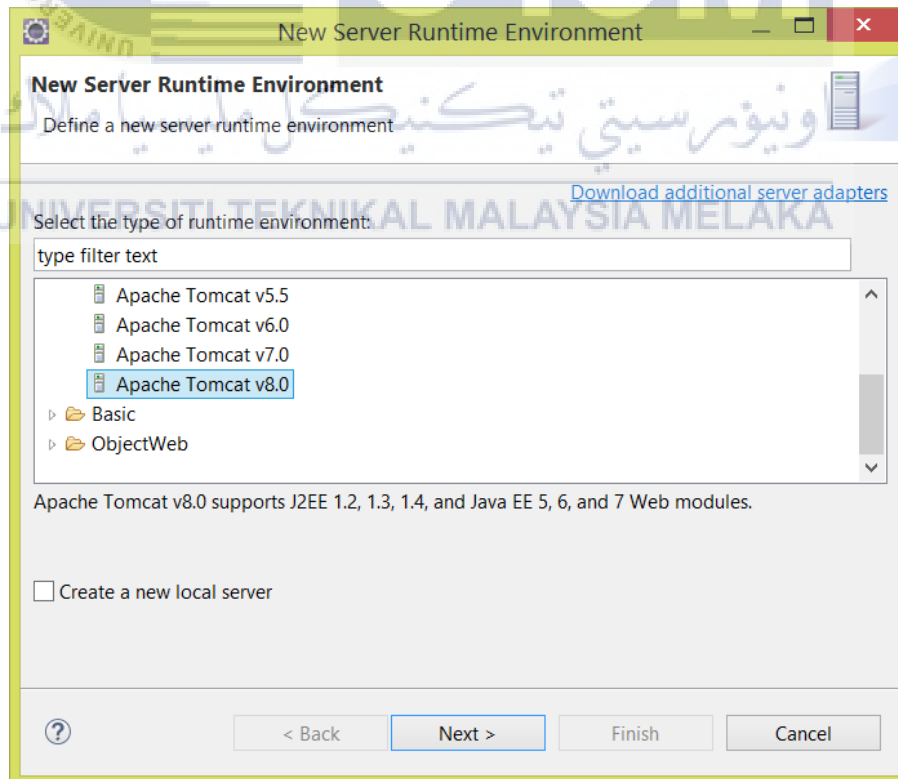 New Server Runtime Environment
New Server Runtime Environment
Define a new server runtime environment
اونيۏرسيتي تيكنيكل مليسيا ملاك
Download additional server adapters
UNIVERSITI TEKNIKAL MALAYSIA MELAKA
Select the type of runtime environment:
type filter text
Apache Tomcat v5.5
Apache Tomcat v6.0
Apache Tomcat v7.0
Apache Tomcat v8.0
Basic
ObjectWeb
Apache Tomcat v8.0 supports J2EE 1.2, 1.3, 1.4, and Java EE 5, 6, and 7 Web modules.
Create a new local server
< Back
Next >
Finish
Cancel